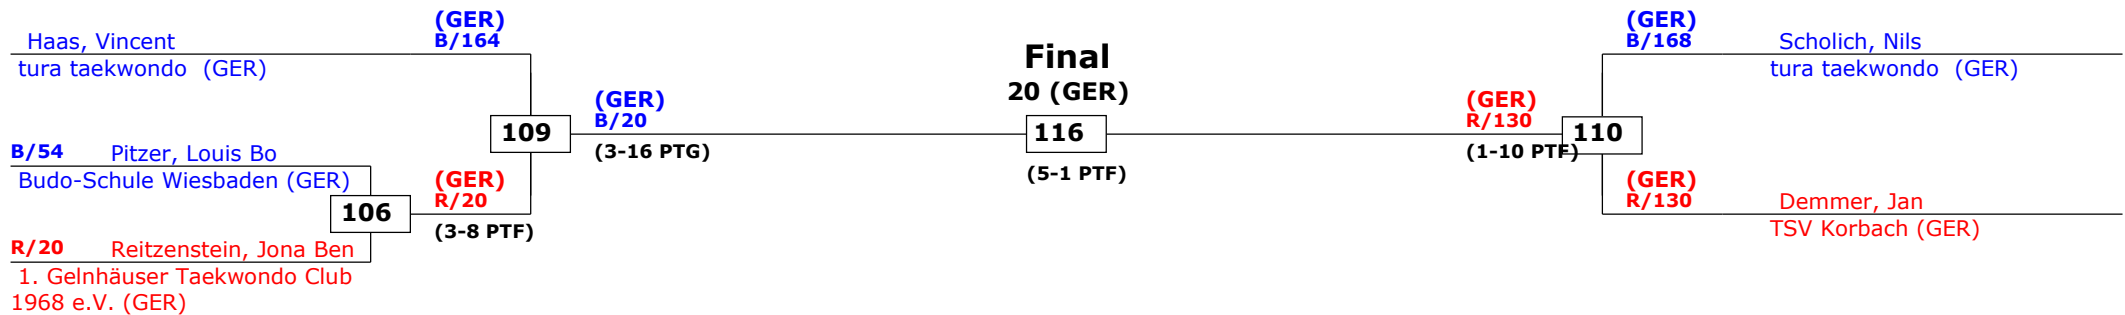 (GER)
B/164
Haas, Vincent
tura taekwondo (GER)
B/54
Pitzer, Louis Bo
Budo-Schule Wiesbaden (GER)
106
R/20
Reitzenstein, Jona Ben
1. Gelnhäuser Taekwondo Club
1968 e.V. (GER)
(GER)
R/20
(3-8 PTF)
109
(GER)
B/20
(3-16 PTG)
Final
20 (GER)
116
(5-1 PTF)
(GER)
R/130
(1-10 PTF)
110
(GER)
B/168
Scholich, Nils
tura taekwondo (GER)
(GER)
R/130
Demmer, Jan
TSV Korbach (GER)